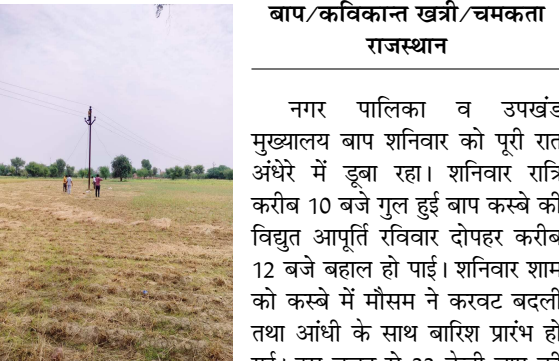 बाप/कविकान्त खत्री/चमकता
राजस्थान
नगर पालिका व उपखंड
मुख्यालय बाप शनिवार को पूरी रात
अंधेरे में डूबा रहा। शनिवार रात्रि
करीब 10 बजे गुल हुई बाप कस्बे की
विद्युत आपूर्ति रविवार दोपहर करीब
12 बजे बहाल हो पाई। शनिवार शाम
को कस्बे में मौसम ने करवट बदली
तथा आंधी के साथ बारिश प्रारंभ हो